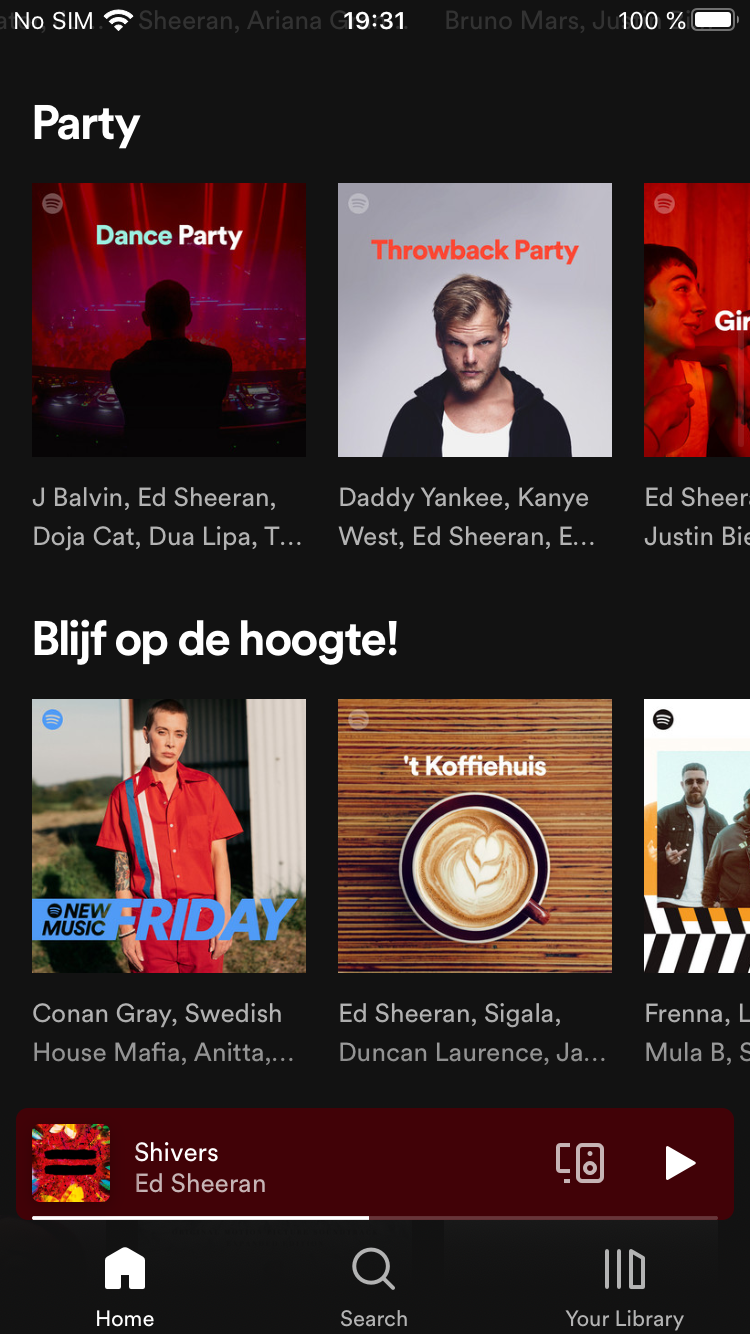 No SIM 19:31 100 %
Sheeran, Ariana G
Bruno Mars, Ju
Party
Dance Party
Throwback Party
Gir
J Balvin, Ed Sheeran,
Doja Cat, Dua Lipa, T...
Daddy Yankee, Kanye
West, Ed Sheeran, E...
Ed Sheer
Justin Bie
Blijf op de hoogte!
NEW
MUSIC
FRIDAY
't Koffiehuis
Conan Gray, Swedish
House Mafia, Anitta,...
Ed Sheeran, Sigala,
Duncan Laurence, Ja...
Frenna, L
Mula B, S
Shivers
Ed Sheeran
Home
Search
Your Library